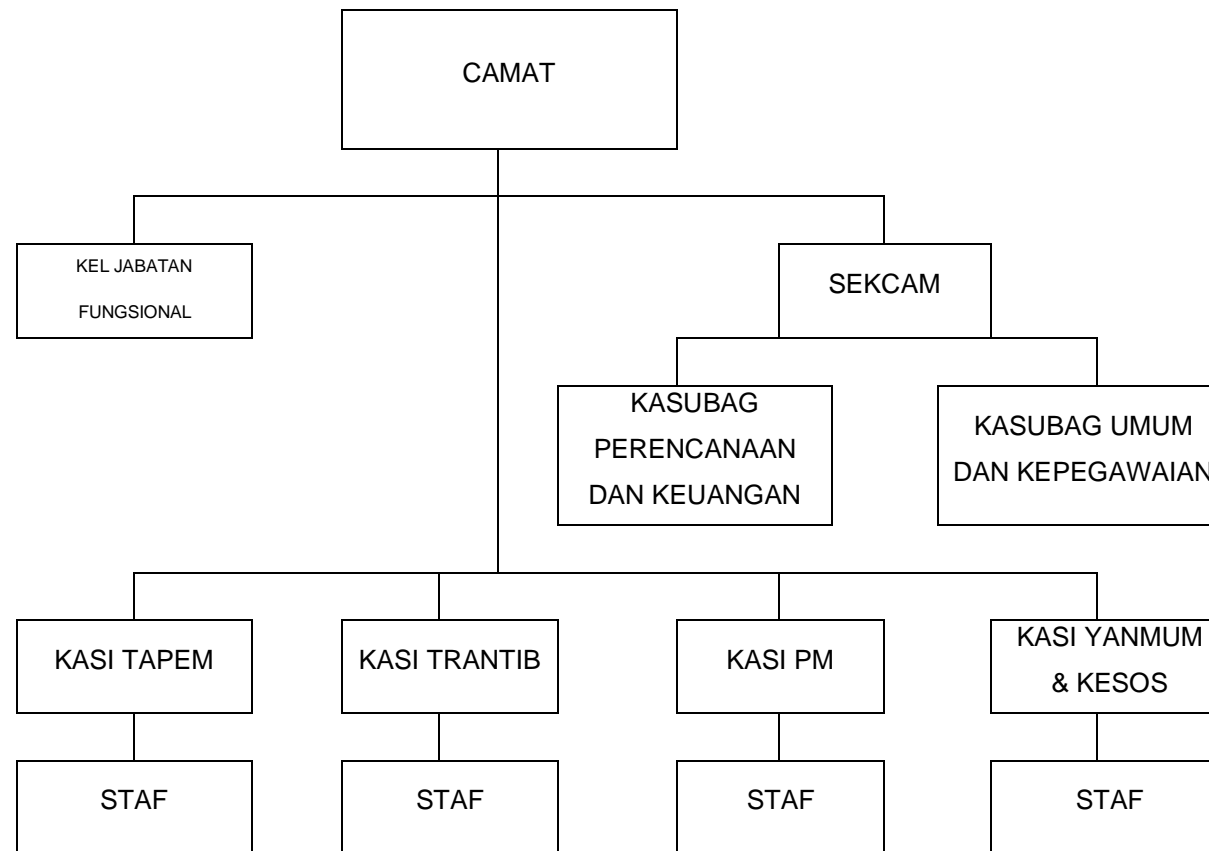 CAMAT
KEL JABATAN
FUNGSIONAL
SEKCAM
KASUBAG
PERENCANAAN
DAN KEUANGAN
KASUBAG UMUM
DAN KEPEGAWAIAN
KASI TAPEM
KASI TRANTIB
KASI PM
KASI YANMUM
& KESOS
STAF
STAF
STAF
STAF